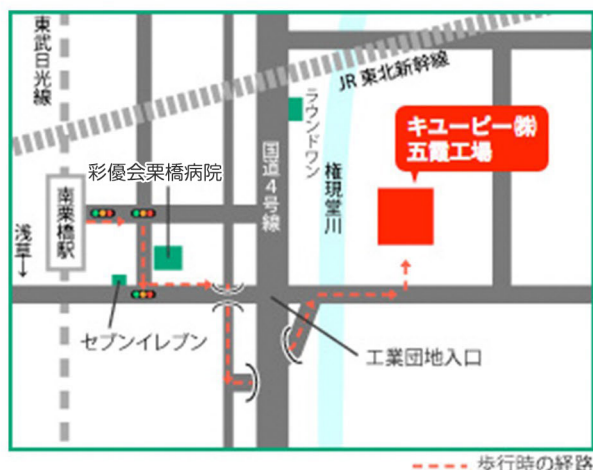 東武日光線
JR 東北新幹線
ラウンドワン
キユーピー㈱
五霞工場
彩優会栗橋病院
国道4号線
権現堂川
南栗橋駅
浅草→
セブンイレブン
工業団地入口
歩行時の経路